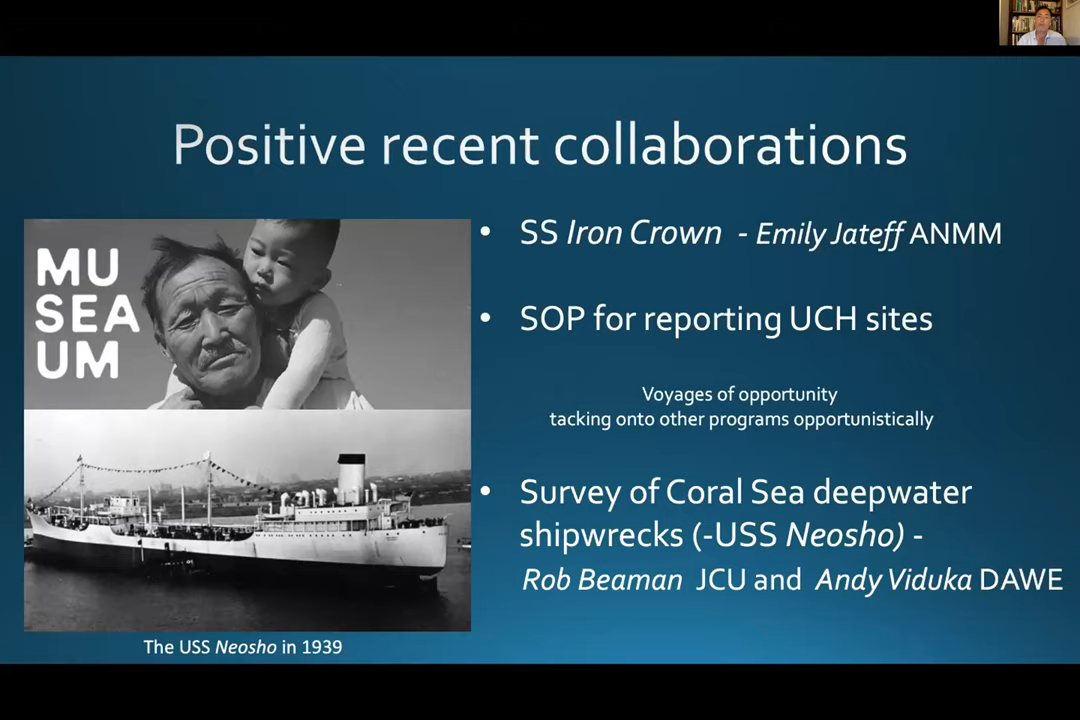 Positive recent collaborations
MU
SEA
UM
The USS Neosho in 1939
• SS Iron Crown - Emily Jateff ANMM
• SOP for reporting UCH sites
Voyages of opportunity
tacking onto other programs opportunistically
• Survey of Coral Sea deepwater
shipwrecks (-USS Neosho) -
Rob Beaman JCU and Andy Viduka DAWE